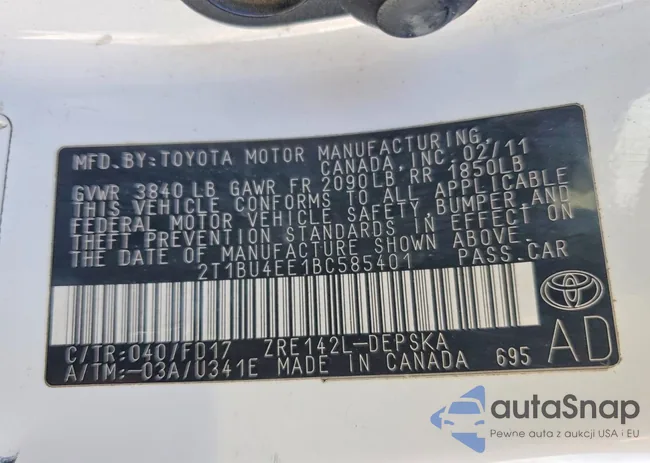 MFD. BY: TOYOTA MOTOR MANUFACTURING,
CANADA, INC. 02/11
GVWR 3840 LB GAWR FR 2090LB, RR 1850LB
THIS VEHICLE CONFORMS TO ALL APPLICABLE
FEDERAL MOTOR VEHICLE SAFETY, BUMPER, AND
THEFT PREVENTION STANDARDS IN EFFECT ON
THE DATE OF MANUFACTURE SHOWN ABOVE.
2T1BU4EE1BC585401 PASS. CAR
C/TR: 040/FD17 ZRE142L-DEPSKA
A/TM: -03A/U341E MADE IN CANADA 695
AD
autaSnap
Pewne auta z aukcji USA i EU